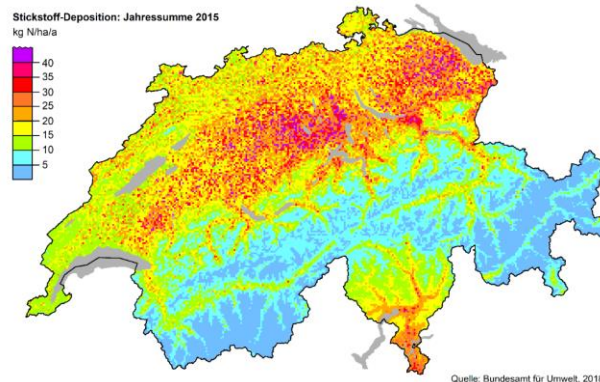 Stickstoff-Deposition: Jahressumme 2015
kg N/ha/a
40
35
30
25
20
15
10
5
Quelle: Bundesamt für Umwelt, 2018